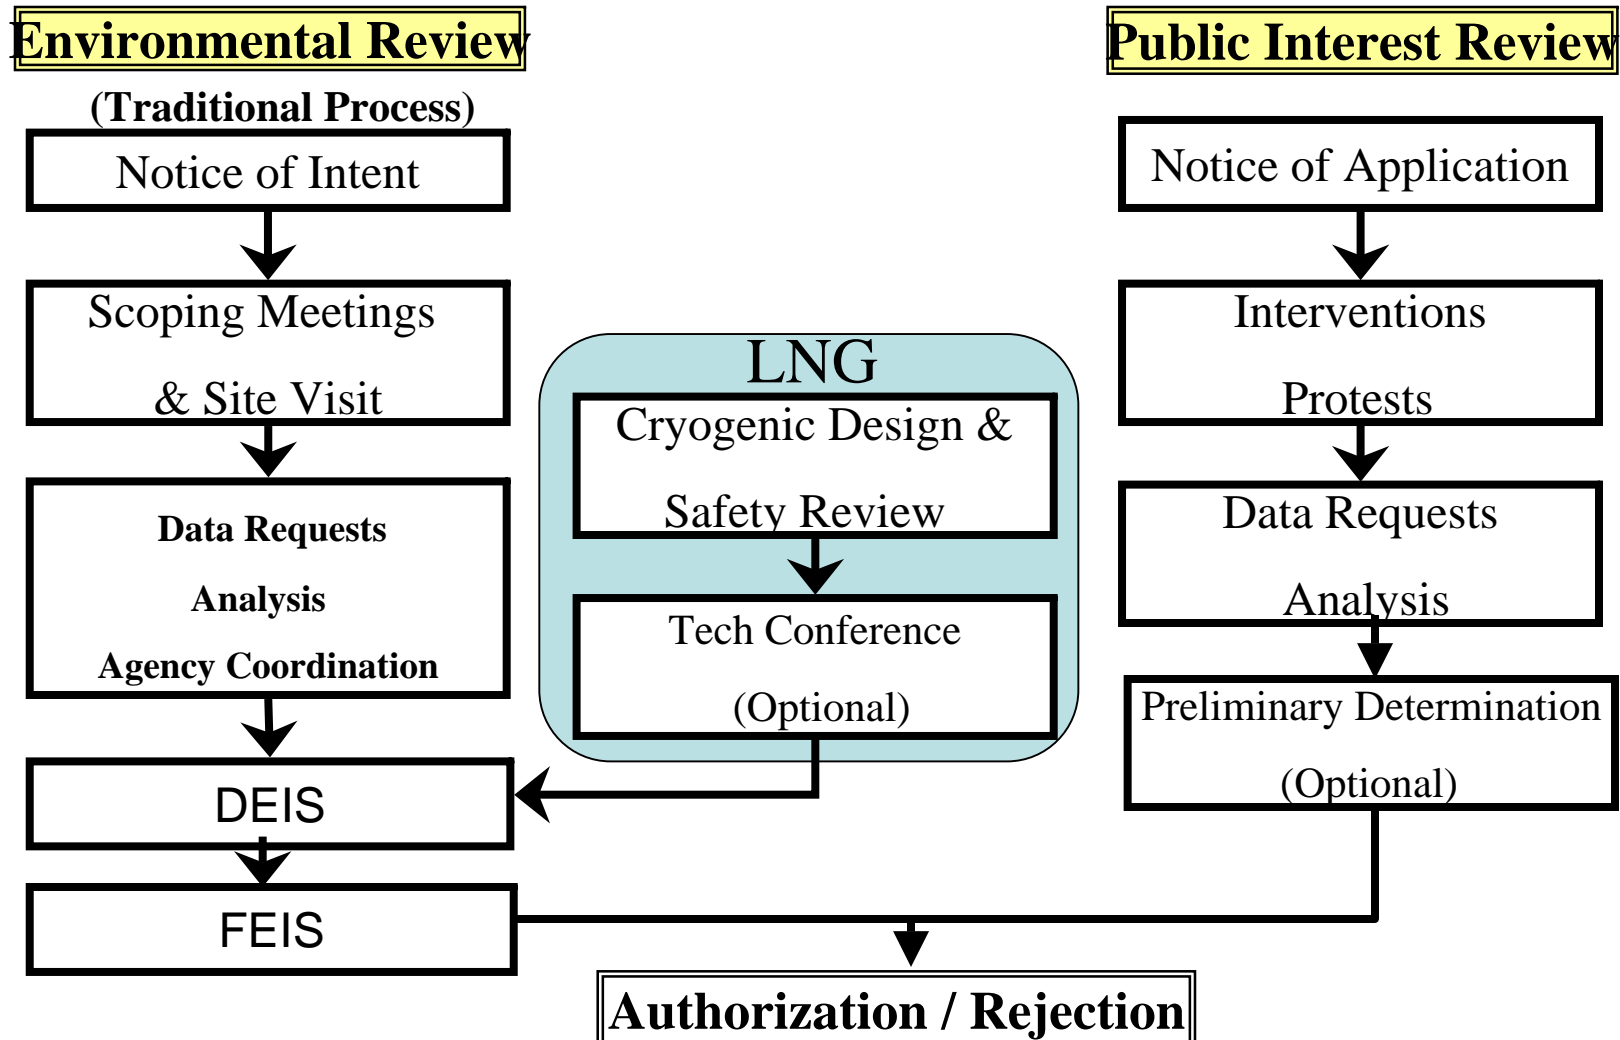 Environmental Review
(Traditional Process)
Notice of Intent
Scoping Meetings
& Site Visit
Data Requests
Analysis
Agency Coordination
DEIS
FEIS
LNG
Cryogenic Design &
Safety Review
Tech Conference
(Optional)
Public Interest Review
Notice of Application
Interventions
Protests
Data Requests
Analysis
Preliminary Determination
(Optional)
Authorization / Rejection